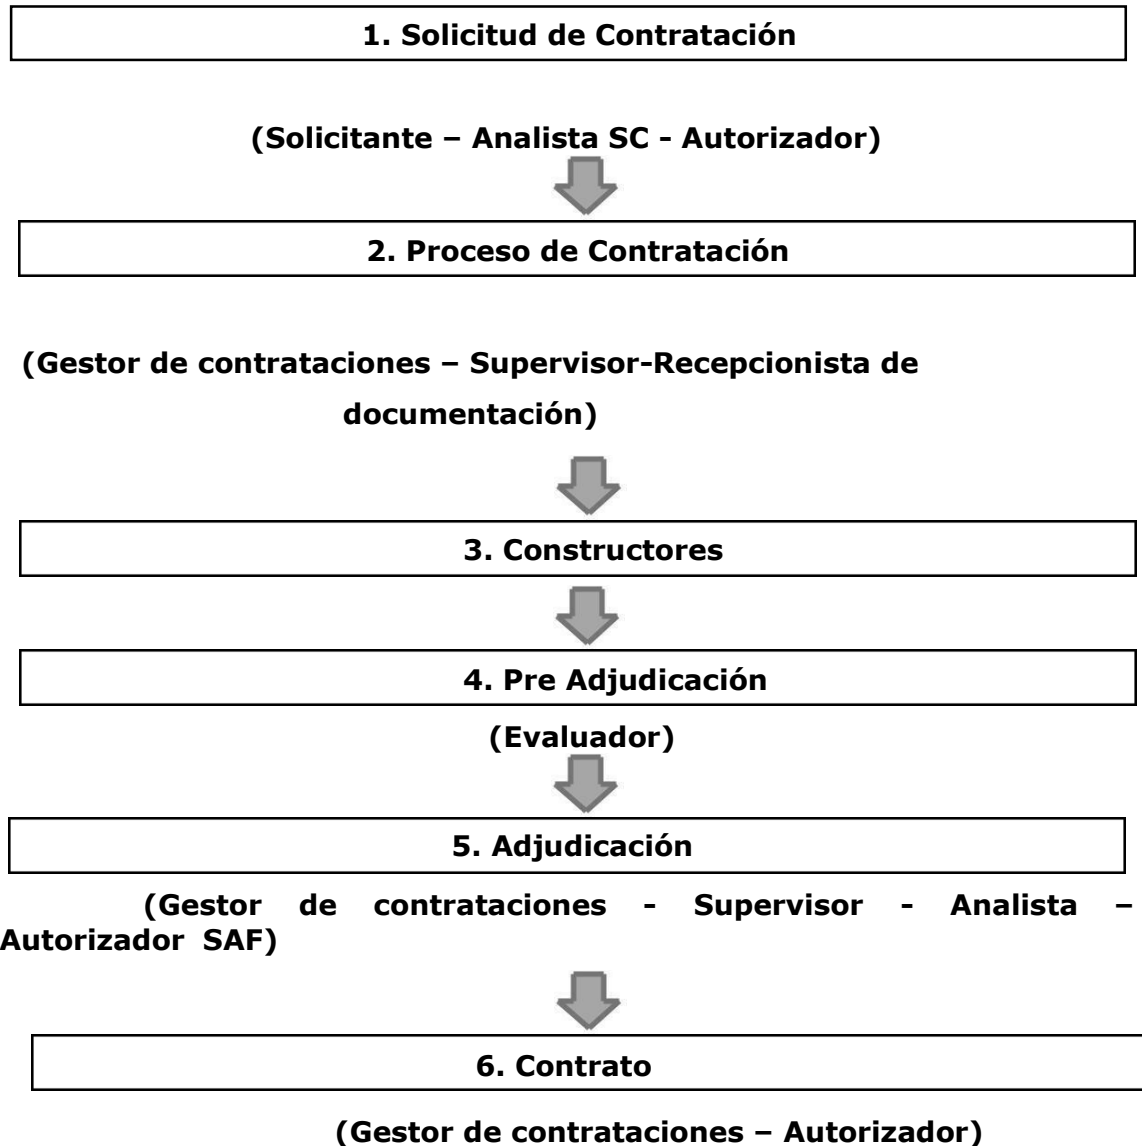 1. Solicitud de Contratación
(Solicitante – Analista SC - Autorizador)
2. Proceso de Contratación
(Gestor de contrataciones – Supervisor-Recepcionista de
documentación)
3. Constructores
4. Pre Adjudicación
(Evaluador)
5. Adjudicación
(Gestor de contrataciones - Supervisor - Analista –
Autorizador SAF)
6. Contrato
(Gestor de contrataciones – Autorizador)